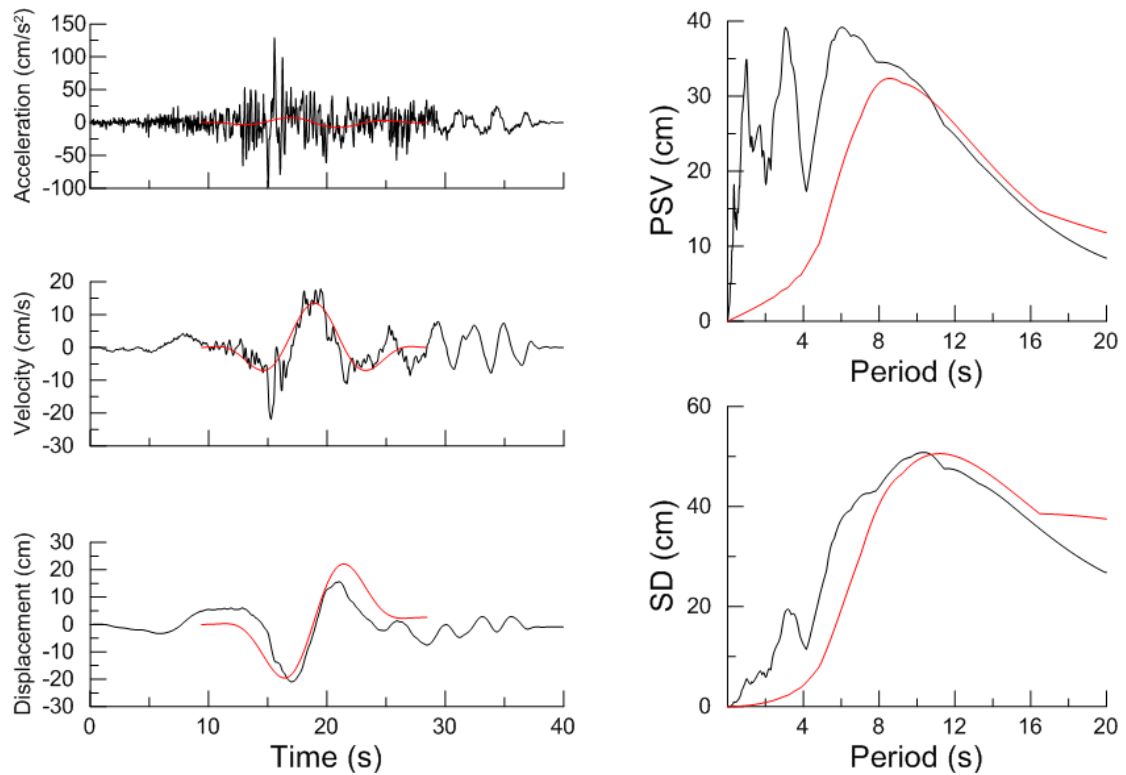 Acceleration (cm/s²)
150
100
50
0
-50
-100
Velocity (cm/s)
20
10
0
-10
-20
-30
Displacement (cm)
30
20
10
0
-10
-20
-30
0 10 20 30 40
Time (s)
PSV (cm)
40
30
20
10
0
4 8 12 16 20
Period (s)
SD (cm)
60
40
20
0
4 8 12 16 20
Period (s)